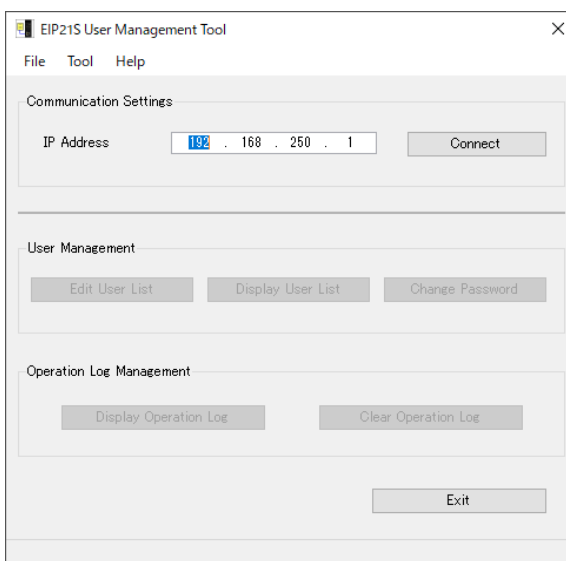 EIP21S User Management Tool
File Tool Help
Communication Settings
IP Address 192 . 168 . 250 . 1 Connect
User Management
Edit User List Display User List Change Password
Operation Log Management
Display Operation Log Clear Operation Log
Exit